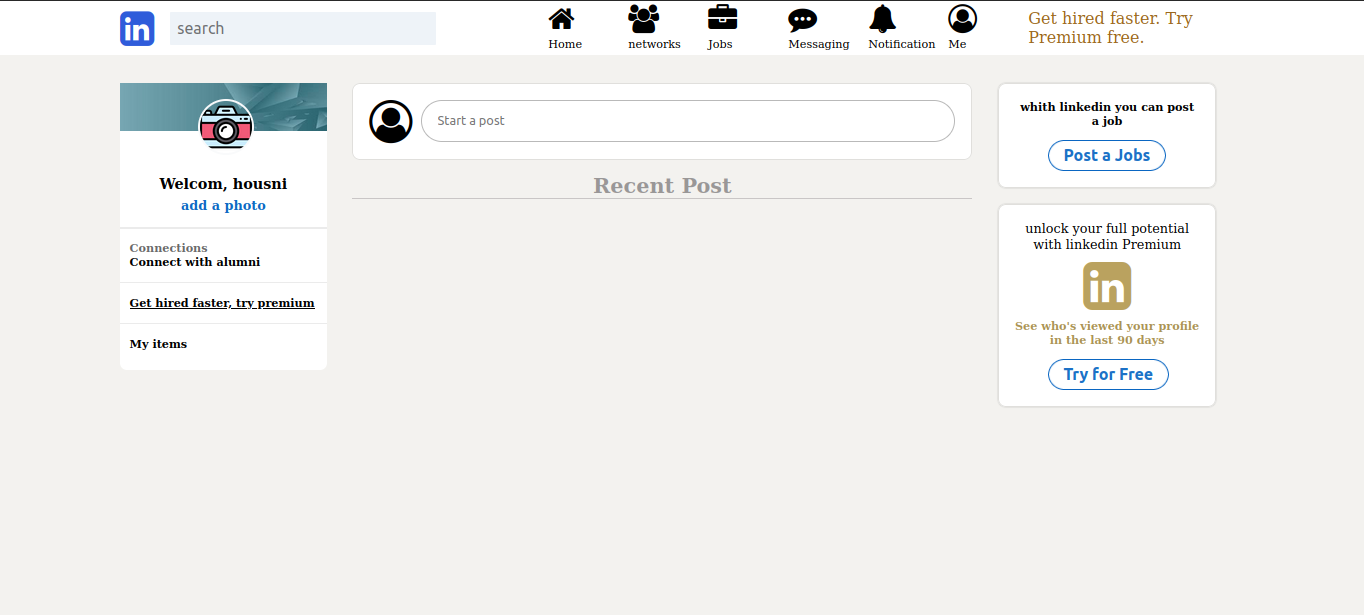 in
search
Home
networks
Jobs
Messaging
Notification
Me
Get hired faster. Try
Premium free.
Welcom, housni
add a photo
Connections
Connect with alumni
Get hired faster, try premium
My items
Start a post
Recent Post
whith linkedin you can post
a job
Post a Jobs
unlock your full potential
with linkedin Premium
in
See who's viewed your profile
in the last 90 days
Try for Free